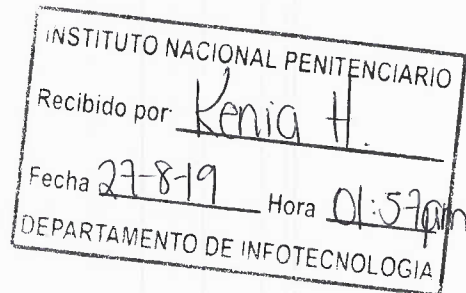 INSTITUTO NACIONAL PENITENCIARIO
Recibido por Kenia H.
Fecha 27-8-19 Hora 01:57pm
DEPARTAMENTO DE INFOTECNOLOGIA